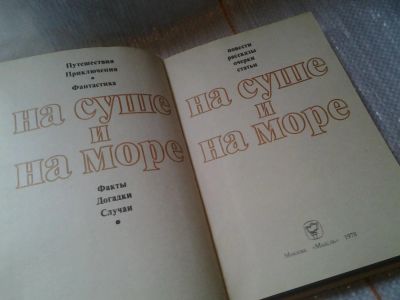 Путешествия
Приключения
•
Фантастика
на суше
и
на море
Факты
Догадки
Случаи
•
повести
рассказы
очерки
статьи
на суше
и
на море
Москва «Мысль» 1978